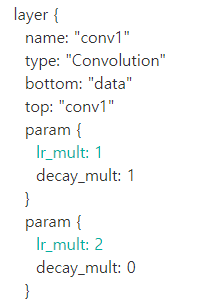 layer {
  name: "conv1"
  type: "Convolution"
  bottom: "data"
  top: "conv1"
  param {
    lr_mult: 1
    decay_mult: 1
  }
  param {
    lr_mult: 2
    decay_mult: 0
  }